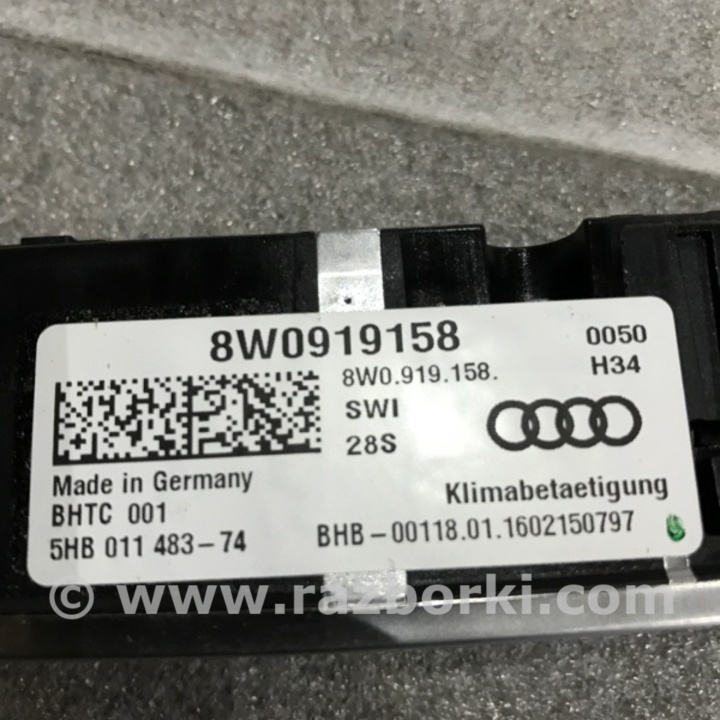 8W0919158
0050
8W0.919.158.
H34
SWI
28S
Made in Germany
Klimabetaetigung
BHTC 001
5HB 011 483-74
BHB-00118.01.1602150797
© www.razborki.com